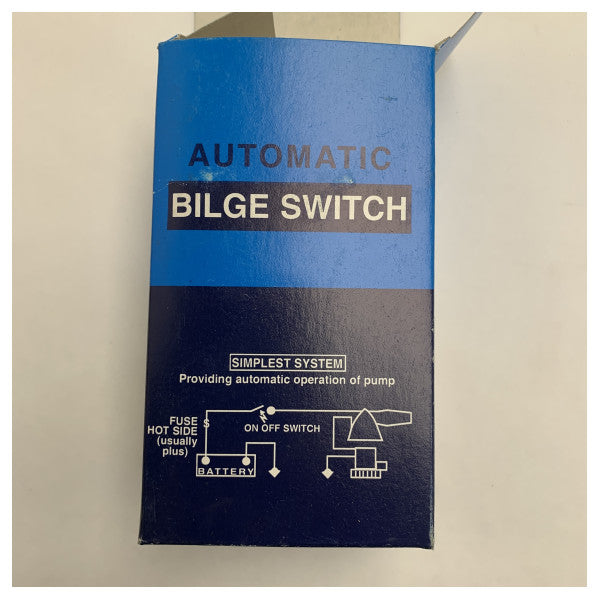 AUTOMATIC
BILGE SWITCH
SIMPLEST SYSTEM
Providing automatic operation of pump
FUSE
HOT SIDE
(usually
plus)
S
ON OFF SWITCH
BATTERY